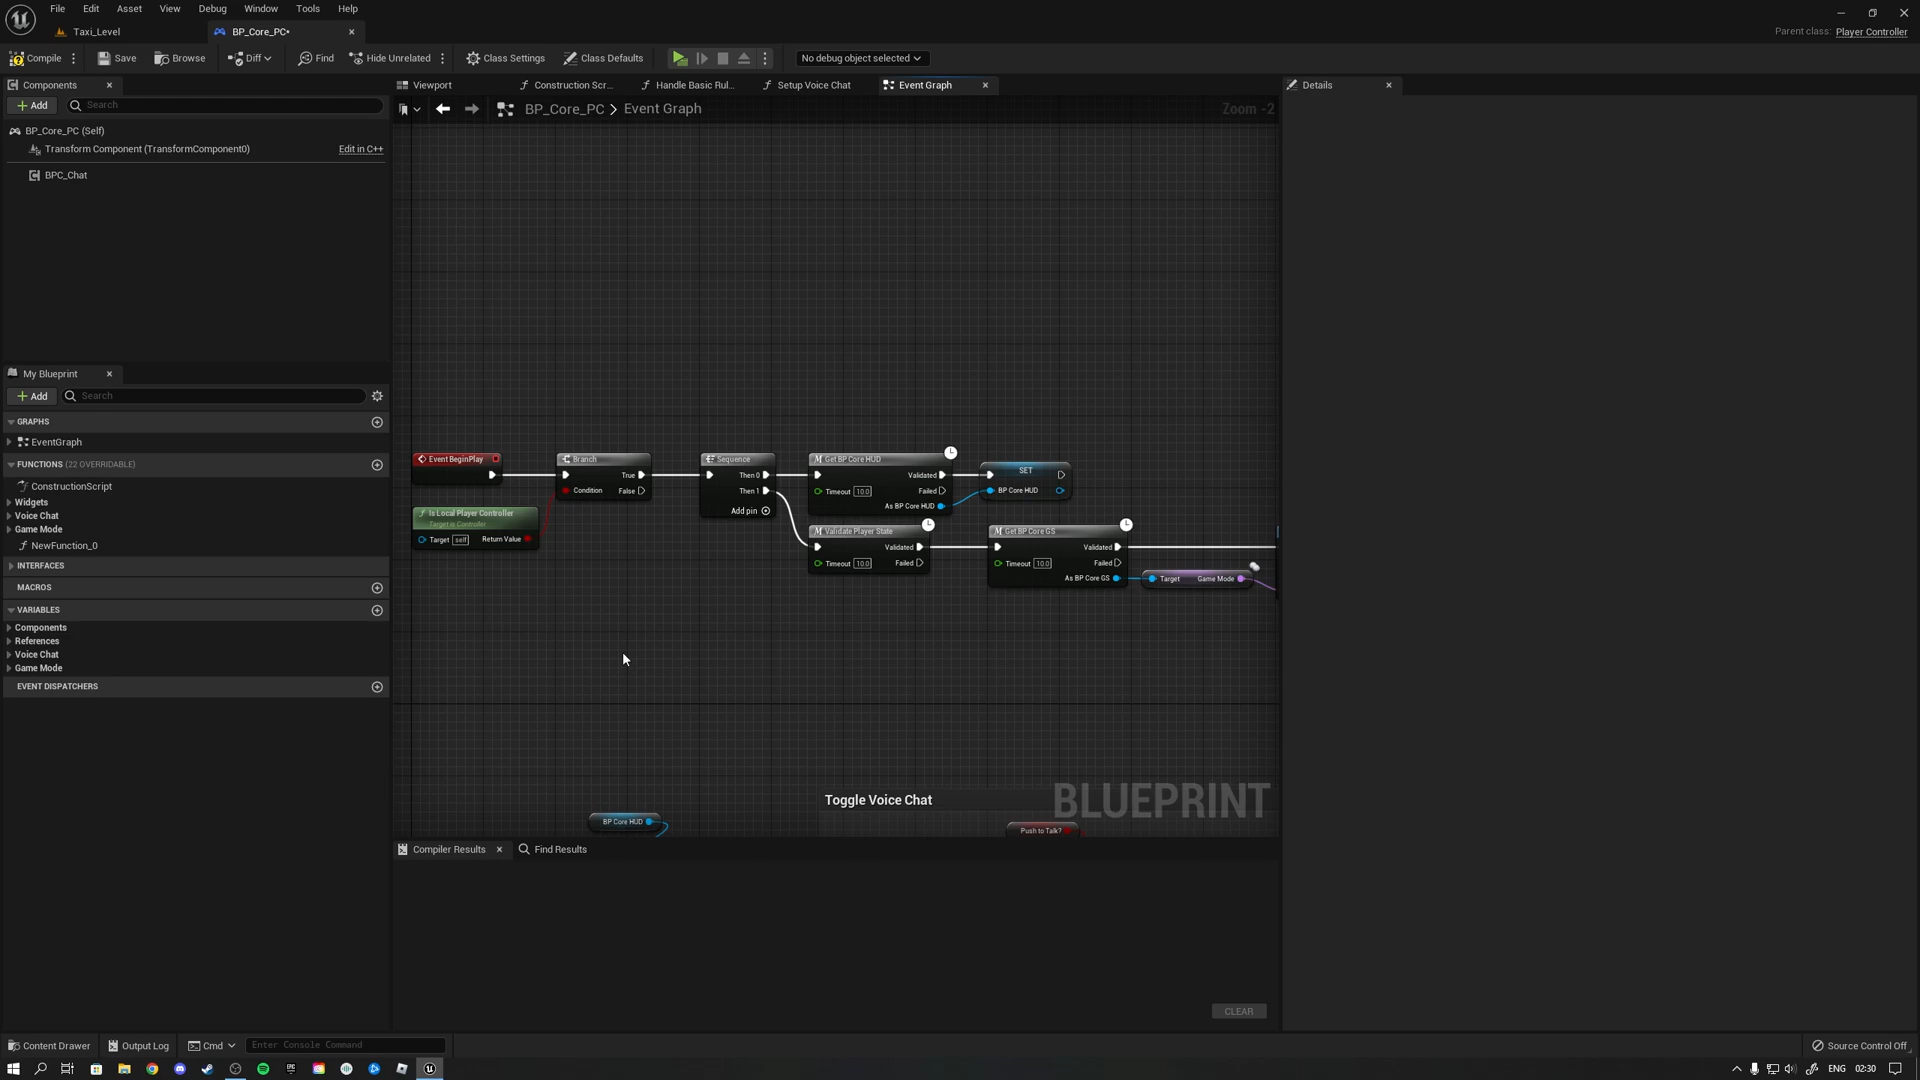 File Edit Asset View Debug Window Tools Help
Taxi_Level
BP_Core_PC•
Parent class: Player Controller
Compile Save Browse Diff Find Hide Unrelated Class Settings Class Defaults No debug object selected
Components
Add Search
BP_Core_PC (Self)
Transform Component (TransformComponent0) Edit in C++
BPC_Chat
My Blueprint
Add Search
GRAPHS
EventGraph
FUNCTIONS (22 OVERRIDABLE)
ConstructionScript
Widgets
Voice Chat
Game Mode
NewFunction_0
INTERFACES
MACROS
VARIABLES
Components
References
Voice Chat
Game Mode
EVENT DISPATCHERS
Viewport Construction Scr... Handle Basic Rul... Setup Voice Chat Event Graph
BP_Core_PC > Event Graph Zoom -2
Event BeginPlay
Is Local Player Controller
Target is Controller
Target self Return Value
Branch
True
Condition False
Sequence
Then 0
Then 1
Add pin
Get BP Core HUD
Validated
Timeout 10.0 Failed
As BP Core HUD
SET
BP Core HUD
Validate Player State
Validated
Timeout 10.0 Failed
Get BP Core GS
Validated
Timeout 10.0 Failed
As BP Core GS
Target Game Mode
Toggle Voice Chat
BP Core HUD
Push to Talk?
BLUEPRINT
Compiler Results Find Results
CLEAR
Details
Content Drawer Output Log Cmd Enter Console Command Source Control Off
ENG 02:30